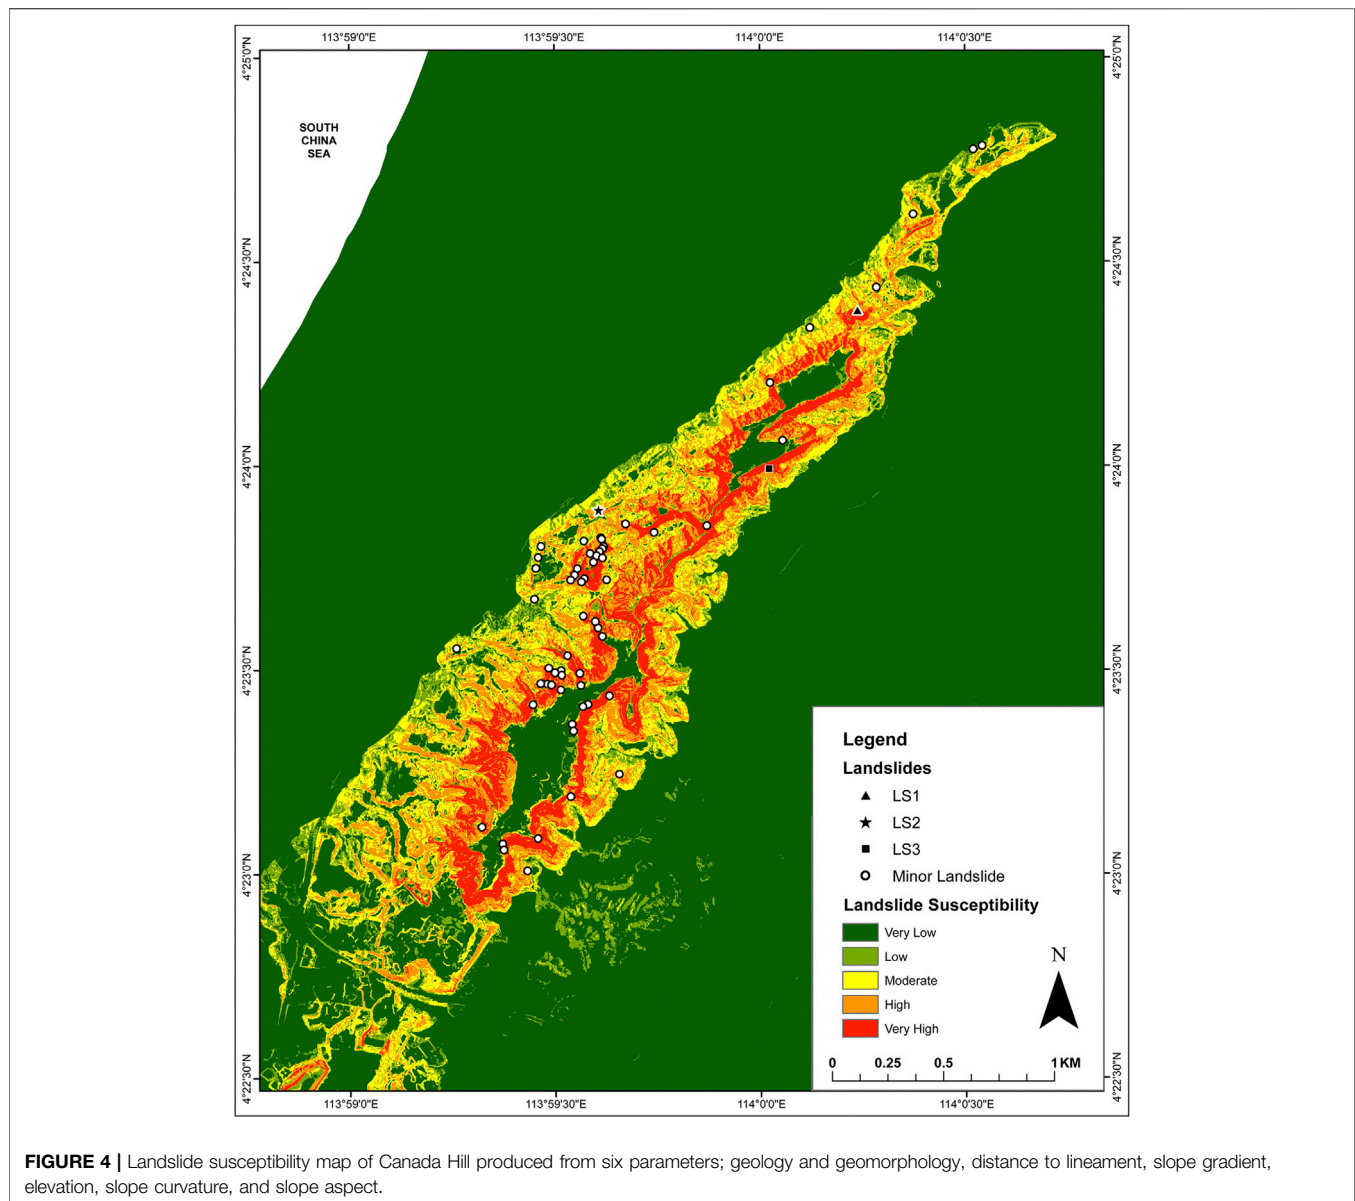 113°59'0"E 113°59'30"E 114°0'0"E 114°0'30"E
4°25'0"N 4°25'0"N
SOUTH
CHINA
SEA
4°24'30"N 4°24'30"N
4°24'0"N 4°24'0"N
4°23'30"N 4°23'30"N
4°23'0"N 4°23'0"N
4°22'30"N 4°22'30"N
Legend
Landslides
LS1
LS2
LS3
Minor Landslide
Landslide Susceptibility
Very Low
Low
Moderate
High
Very High
N
0 0.25 0.5 1 KM
113°59'0"E 113°59'30"E 114°0'0"E 114°0'30"E
FIGURE 4 | Landslide susceptibility map of Canada Hill produced from six parameters; geology and geomorphology, distance to lineament, slope gradient,
elevation, slope curvature, and slope aspect.